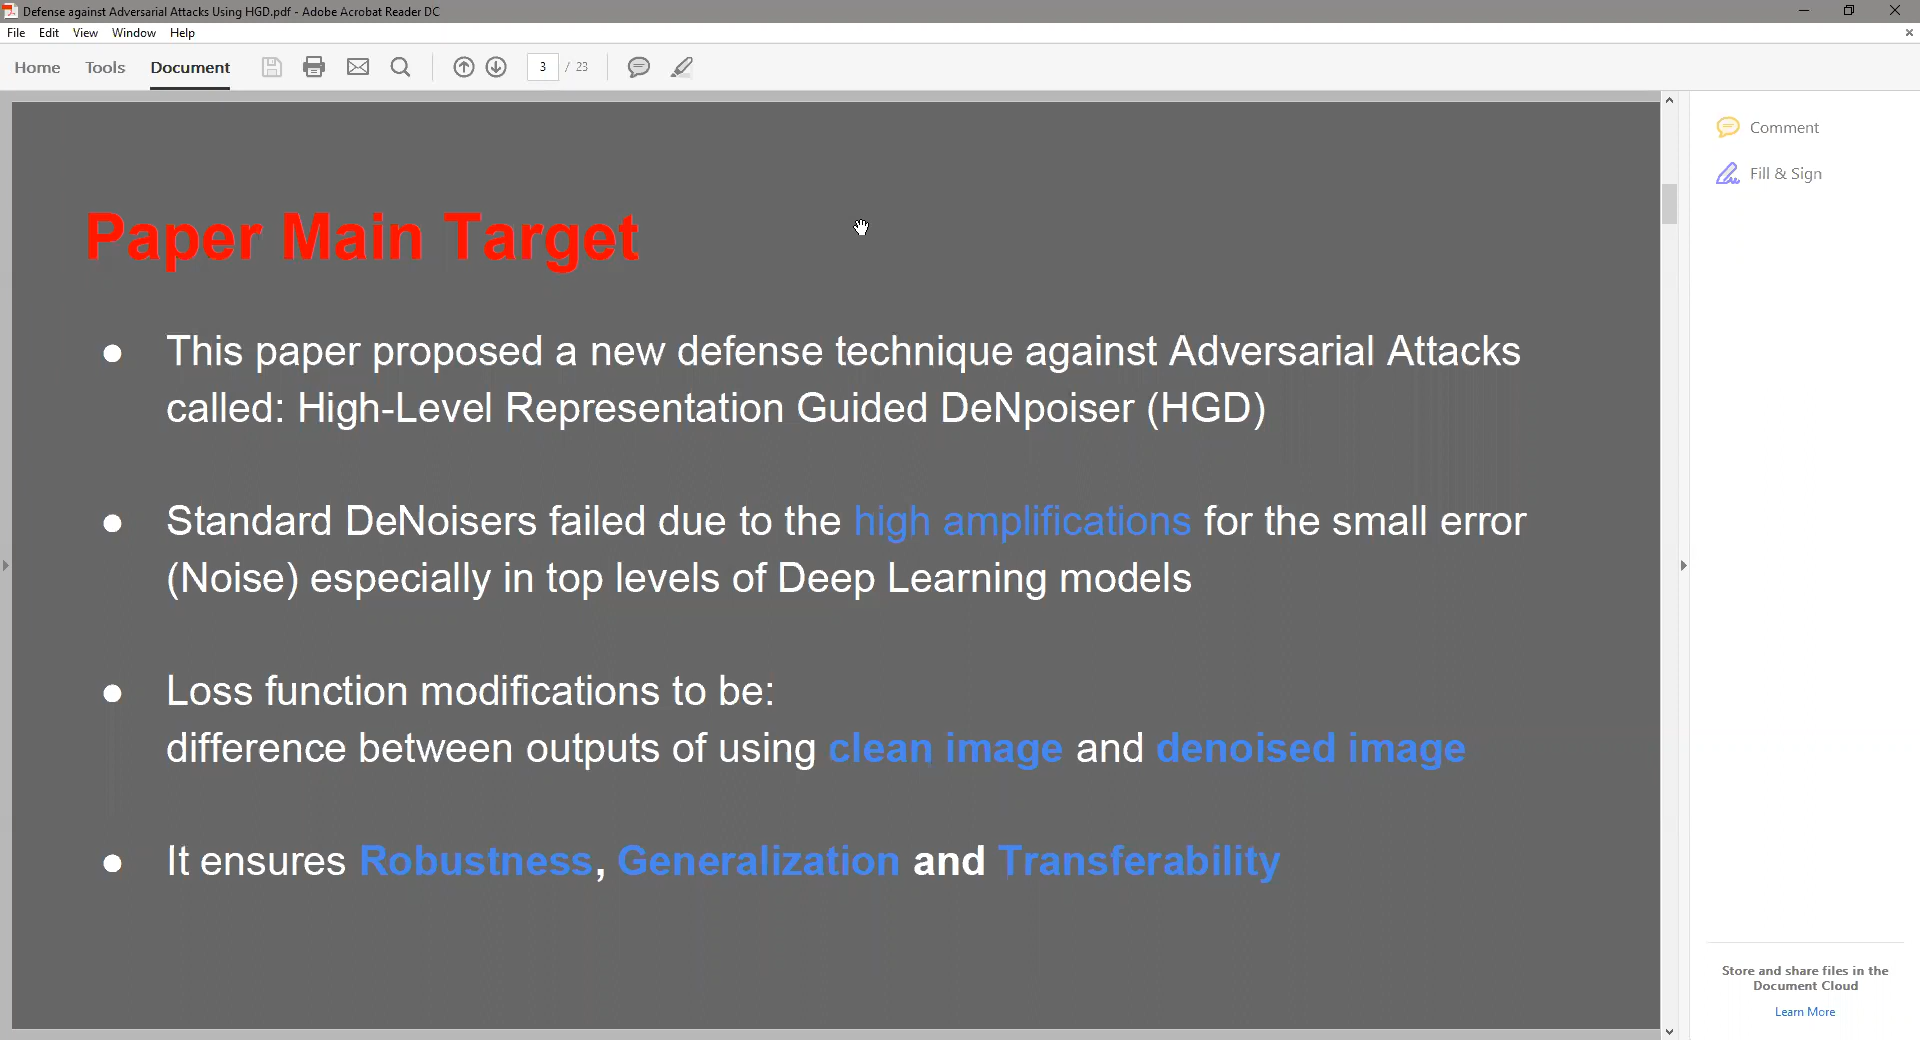 Defense against Adversarial Attacks Using HGD.pdf - Adobe Acrobat Reader DC
File Edit View Window Help
Home Tools Document 3 / 23
Comment
Fill & Sign
Paper Main Target
● This paper proposed a new defense technique against Adversarial Attacks
called: High-Level Representation Guided DeNpoiser (HGD)
● Standard DeNoisers failed due to the high amplifications for the small error
(Noise) especially in top levels of Deep Learning models
● Loss function modifications to be:
difference between outputs of using clean image and denoised image
● It ensures Robustness, Generalization and Transferability
Store and share files in the
Document Cloud
Learn More